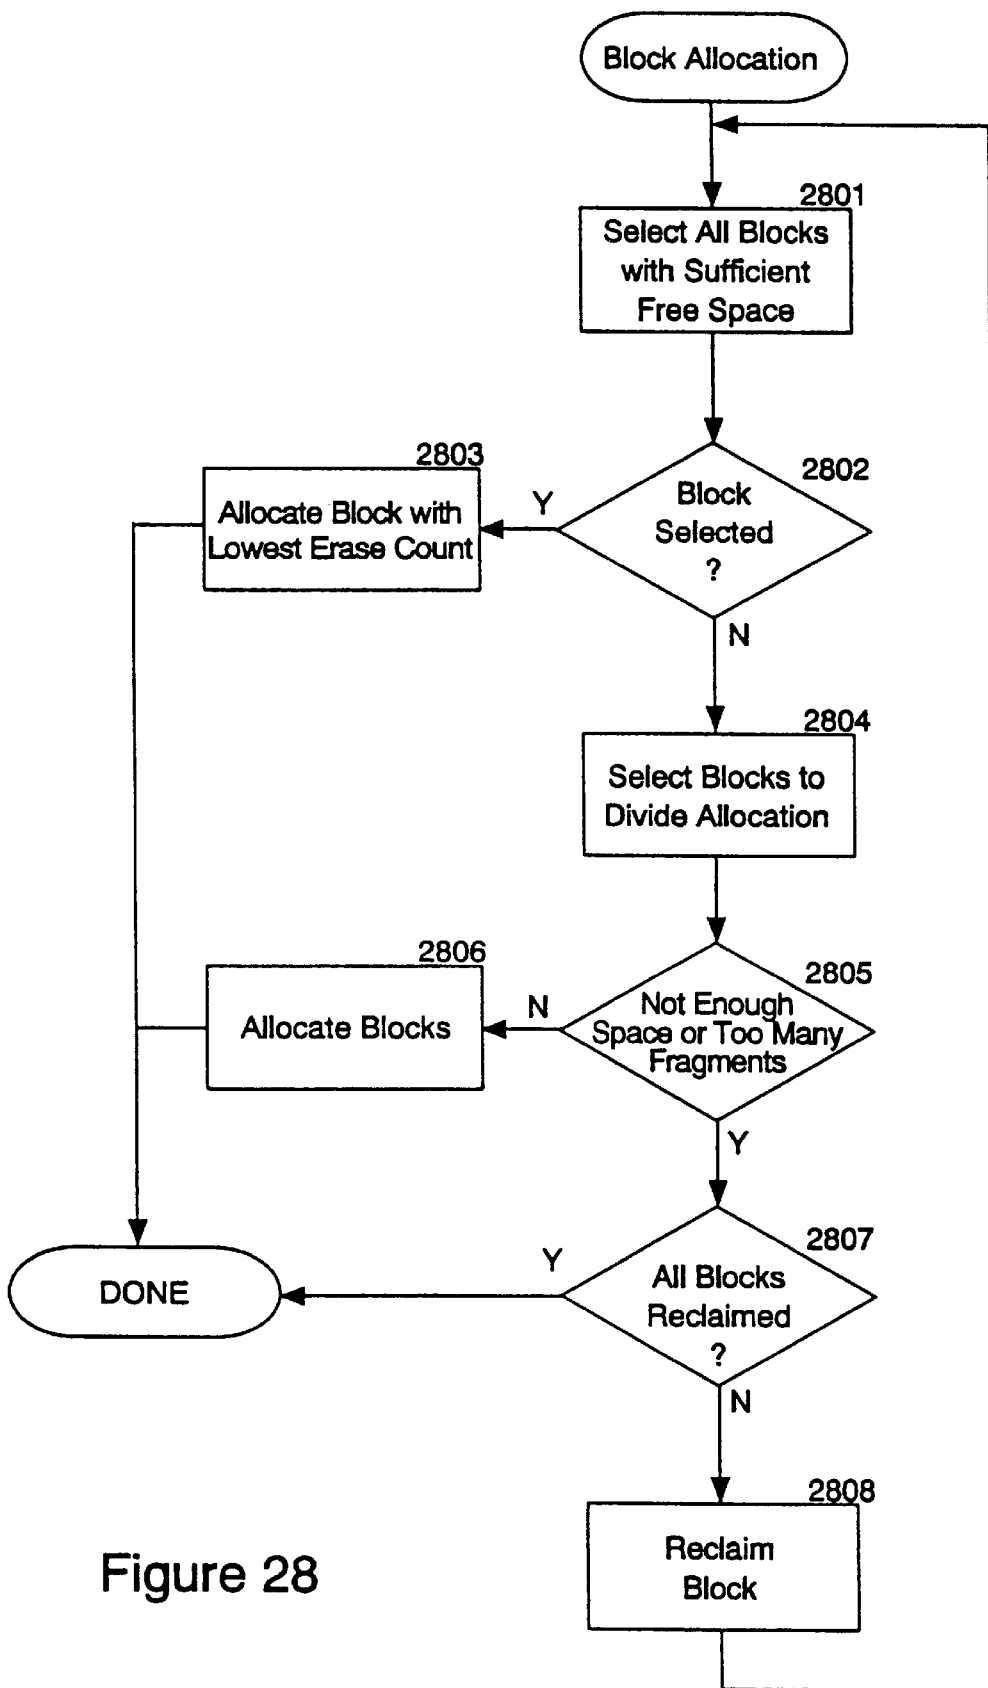 Block Allocation
2801
Select All Blocks
with Sufficient
Free Space
2803
Allocate Block with
Lowest Erase Count
Y
2802
Block
Selected
?
N
2804
Select Blocks to
Divide Allocation
2806
Allocate Blocks
N
2805
Not Enough
Space or Too Many
Fragments
Y
DONE
Y
2807
All Blocks
Reclaimed
?
N
2808
Reclaim
Block
Figure 28